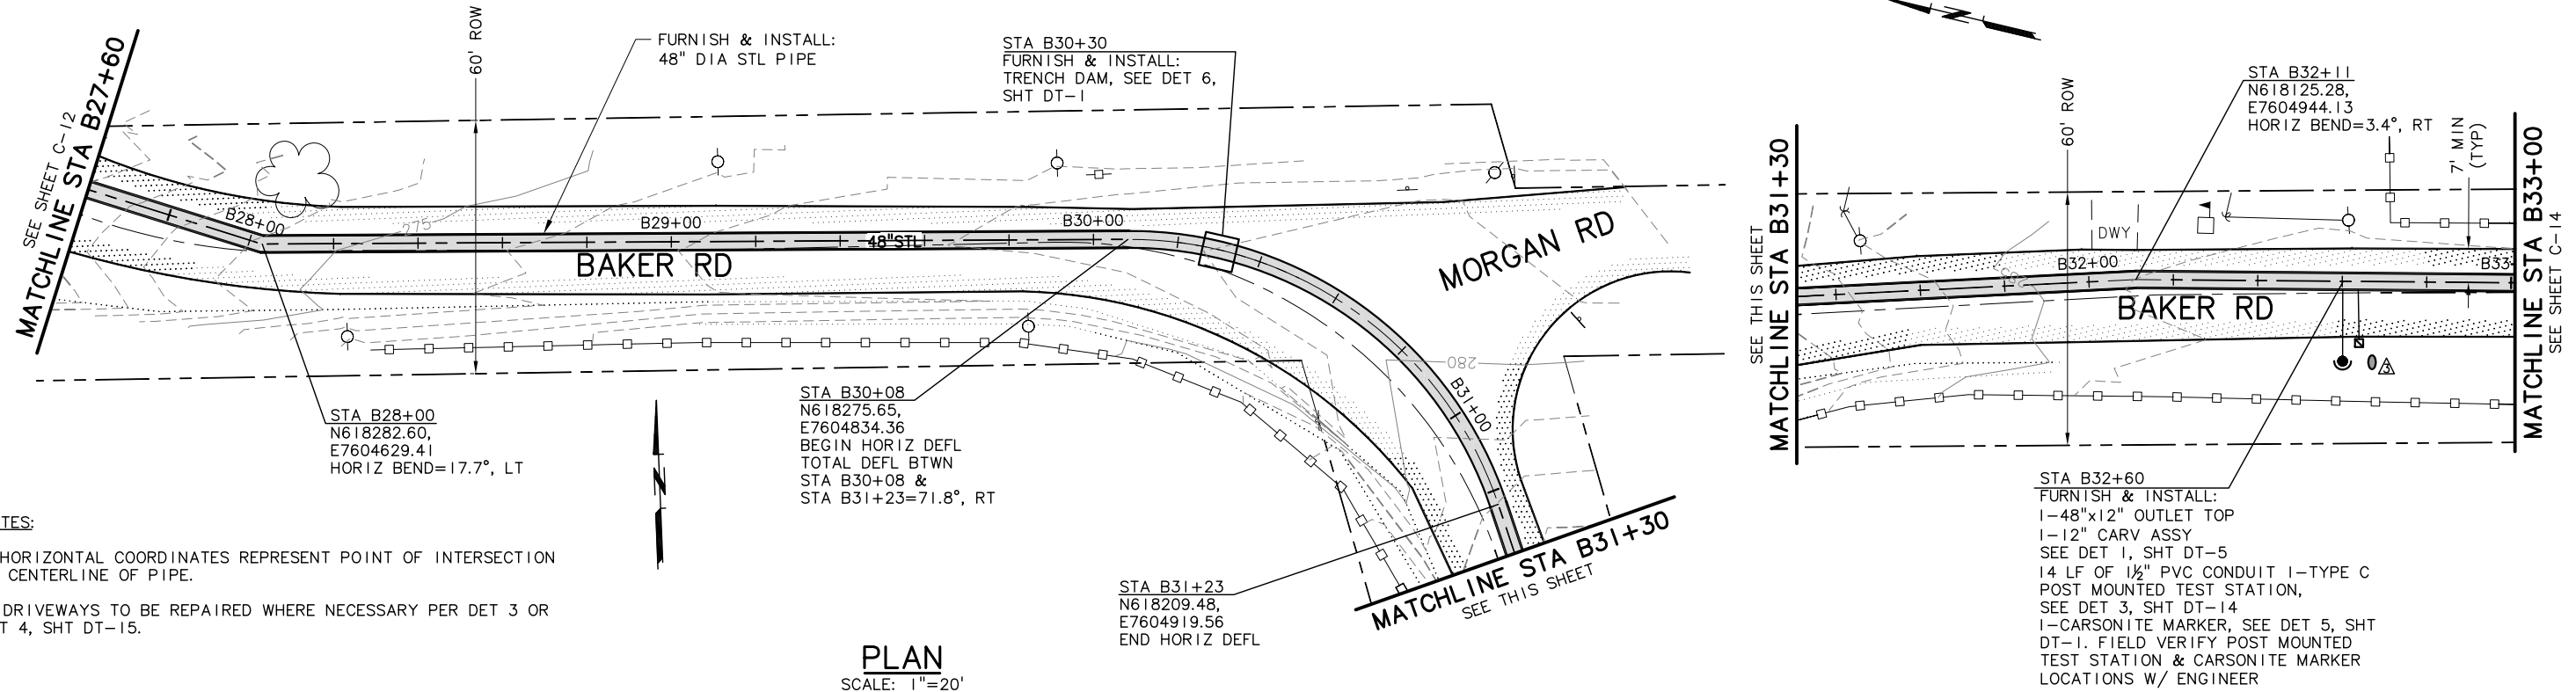 SEE SHEET C-12
MATCHLINE STA B27+60
60' ROW
FURNISH & INSTALL:
48" DIA STL PIPE
STA B30+30
FURNISH & INSTALL:
TRENCH DAM, SEE DET 6,
SHT DT-1
B28+00
275
B29+00
48"STL
B30+00
BAKER RD
MORGAN RD
280
B31+00
STA B28+00
N618282.60,
E7604629.41
HORIZ BEND=17.7°, LT
N
STA B30+08
N618275.65,
E7604834.36
BEGIN HORIZ DEFL
TOTAL DEFL BTWN
STA B30+08 &
STA B31+23=71.8°, RT
STA B31+23
N618209.48,
E7604919.56
END HORIZ DEFL
MATCHLINE STA B31+30
SEE THIS SHEET
TES:
HORIZONTAL COORDINATES REPRESENT POINT OF INTERSECTION
CENTERLINE OF PIPE.
DRIVEWAYS TO BE REPAIRED WHERE NECESSARY PER DET 3 OR
T 4, SHT DT-15.
PLAN
SCALE: 1"=20'
N
SEE THIS SHEET
MATCHLINE STA B31+30
60' ROW
STA B32+11
N618125.28,
E7604944.13
HORIZ BEND=3.4°, RT
7' MIN
(TYP)
DWY
B32+00
B33
BAKER RD
3
MATCHLINE STA B33+00
SEE SHEET C-14
STA B32+60
FURNISH & INSTALL:
1-48"x12" OUTLET TOP
1-12" CARV ASSY
SEE DET 1, SHT DT-5
14 LF OF 1½" PVC CONDUIT 1-TYPE C
POST MOUNTED TEST STATION,
SEE DET 3, SHT DT-14
1-CARSONITE MARKER, SEE DET 5, SHT
DT-1. FIELD VERIFY POST MOUNTED
TEST STATION & CARSONITE MARKER
LOCATIONS W/ ENGINEER